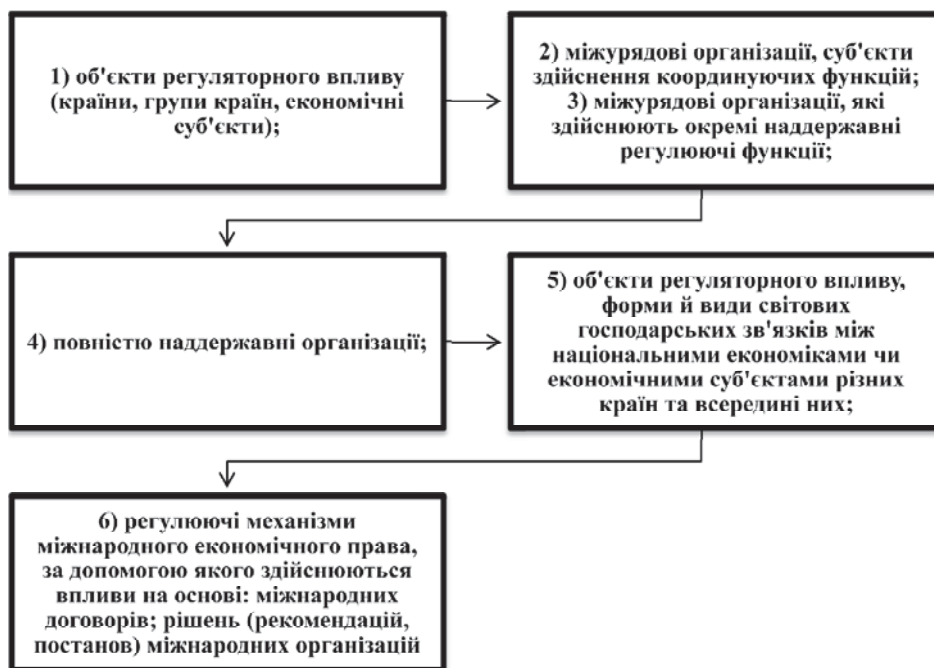 1) об'єкти регуляторного впливу
(країни, групи країн, економічні
суб'єкти);
2) міжурядові організації, суб'єкти
здійснення координуючих функцій;
3) міжурядові організації, які
здійснюють окремі наддержавні
регулюючі функції;
4) повністю наддержавні організації;
5) об'єкти регуляторного впливу,
форми й види світових
господарських зв'язків між
національними економіками чи
економічними суб'єктами різних
країн та всередині них;
6) регулюючі механізми
міжнародного економічного права,
за допомогою якого здійснюються
впливи на основі: міжнародних
договорів; рішень (рекомендацій,
постанов) міжнародних організацій